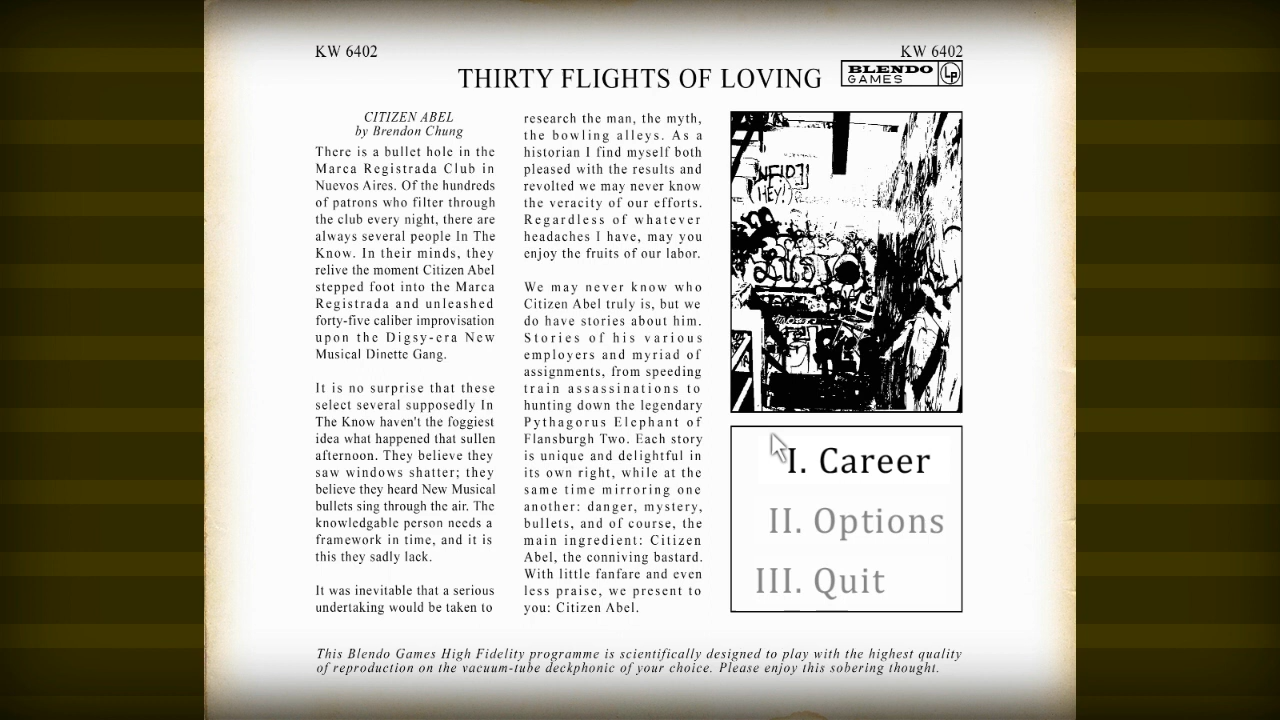 KW 6402
KW 6402
THIRTY FLIGHTS OF LOVING
BLENDO
GAMES
LP
CITIZEN ABEL
by Brendon Chung
There is a bullet hole in the
Marca Registrada Club in
Nuevos Aires. Of the hundreds
of patrons who filter through
the club every night, there are
always several people In The
Know. In their minds, they
relive the moment Citizen Abel
stepped foot into the Marca
Registrada and unleashed
forty-five caliber improvisation
upon the Digsy-era New
Musical Dinette Gang.
It is no surprise that these
select several supposedly In
The Know haven't the foggiest
idea what happened that sullen
afternoon. They believe they
saw windows shatter; they
believe they heard New Musical
bullets sing through the air. The
knowledgable person needs a
framework in time, and it is
this they sadly lack.
It was inevitable that a serious
undertaking would be taken to
research the man, the myth,
the bowling alleys. As a
historian I find myself both
pleased with the results and
revolted we may never know
the veracity of our efforts.
Regardless of whatever
headaches I have, may you
enjoy the fruits of our labor.
We may never know who
Citizen Abel truly is, but we
do have stories about him.
Stories of his various
employers and myriad of
assignments, from speeding
train assassinations to
hunting down the legendary
Pythagorus Elephant of
Flansburgh Two. Each story
is unique and delightful in
its own right, while at the
same time mirroring one
another: danger, mystery,
bullets, and of course, the
main ingredient: Citizen
Abel, the conniving bastard.
With little fanfare and even
less praise, we present to
you: Citizen Abel.
(HEY!)
I. Career
II. Options
III. Quit
This Blendo Games High Fidelity programme is scientifically designed to play with the highest quality
of reproduction on the vacuum-tube deckphonic of your choice. Please enjoy this sobering thought.